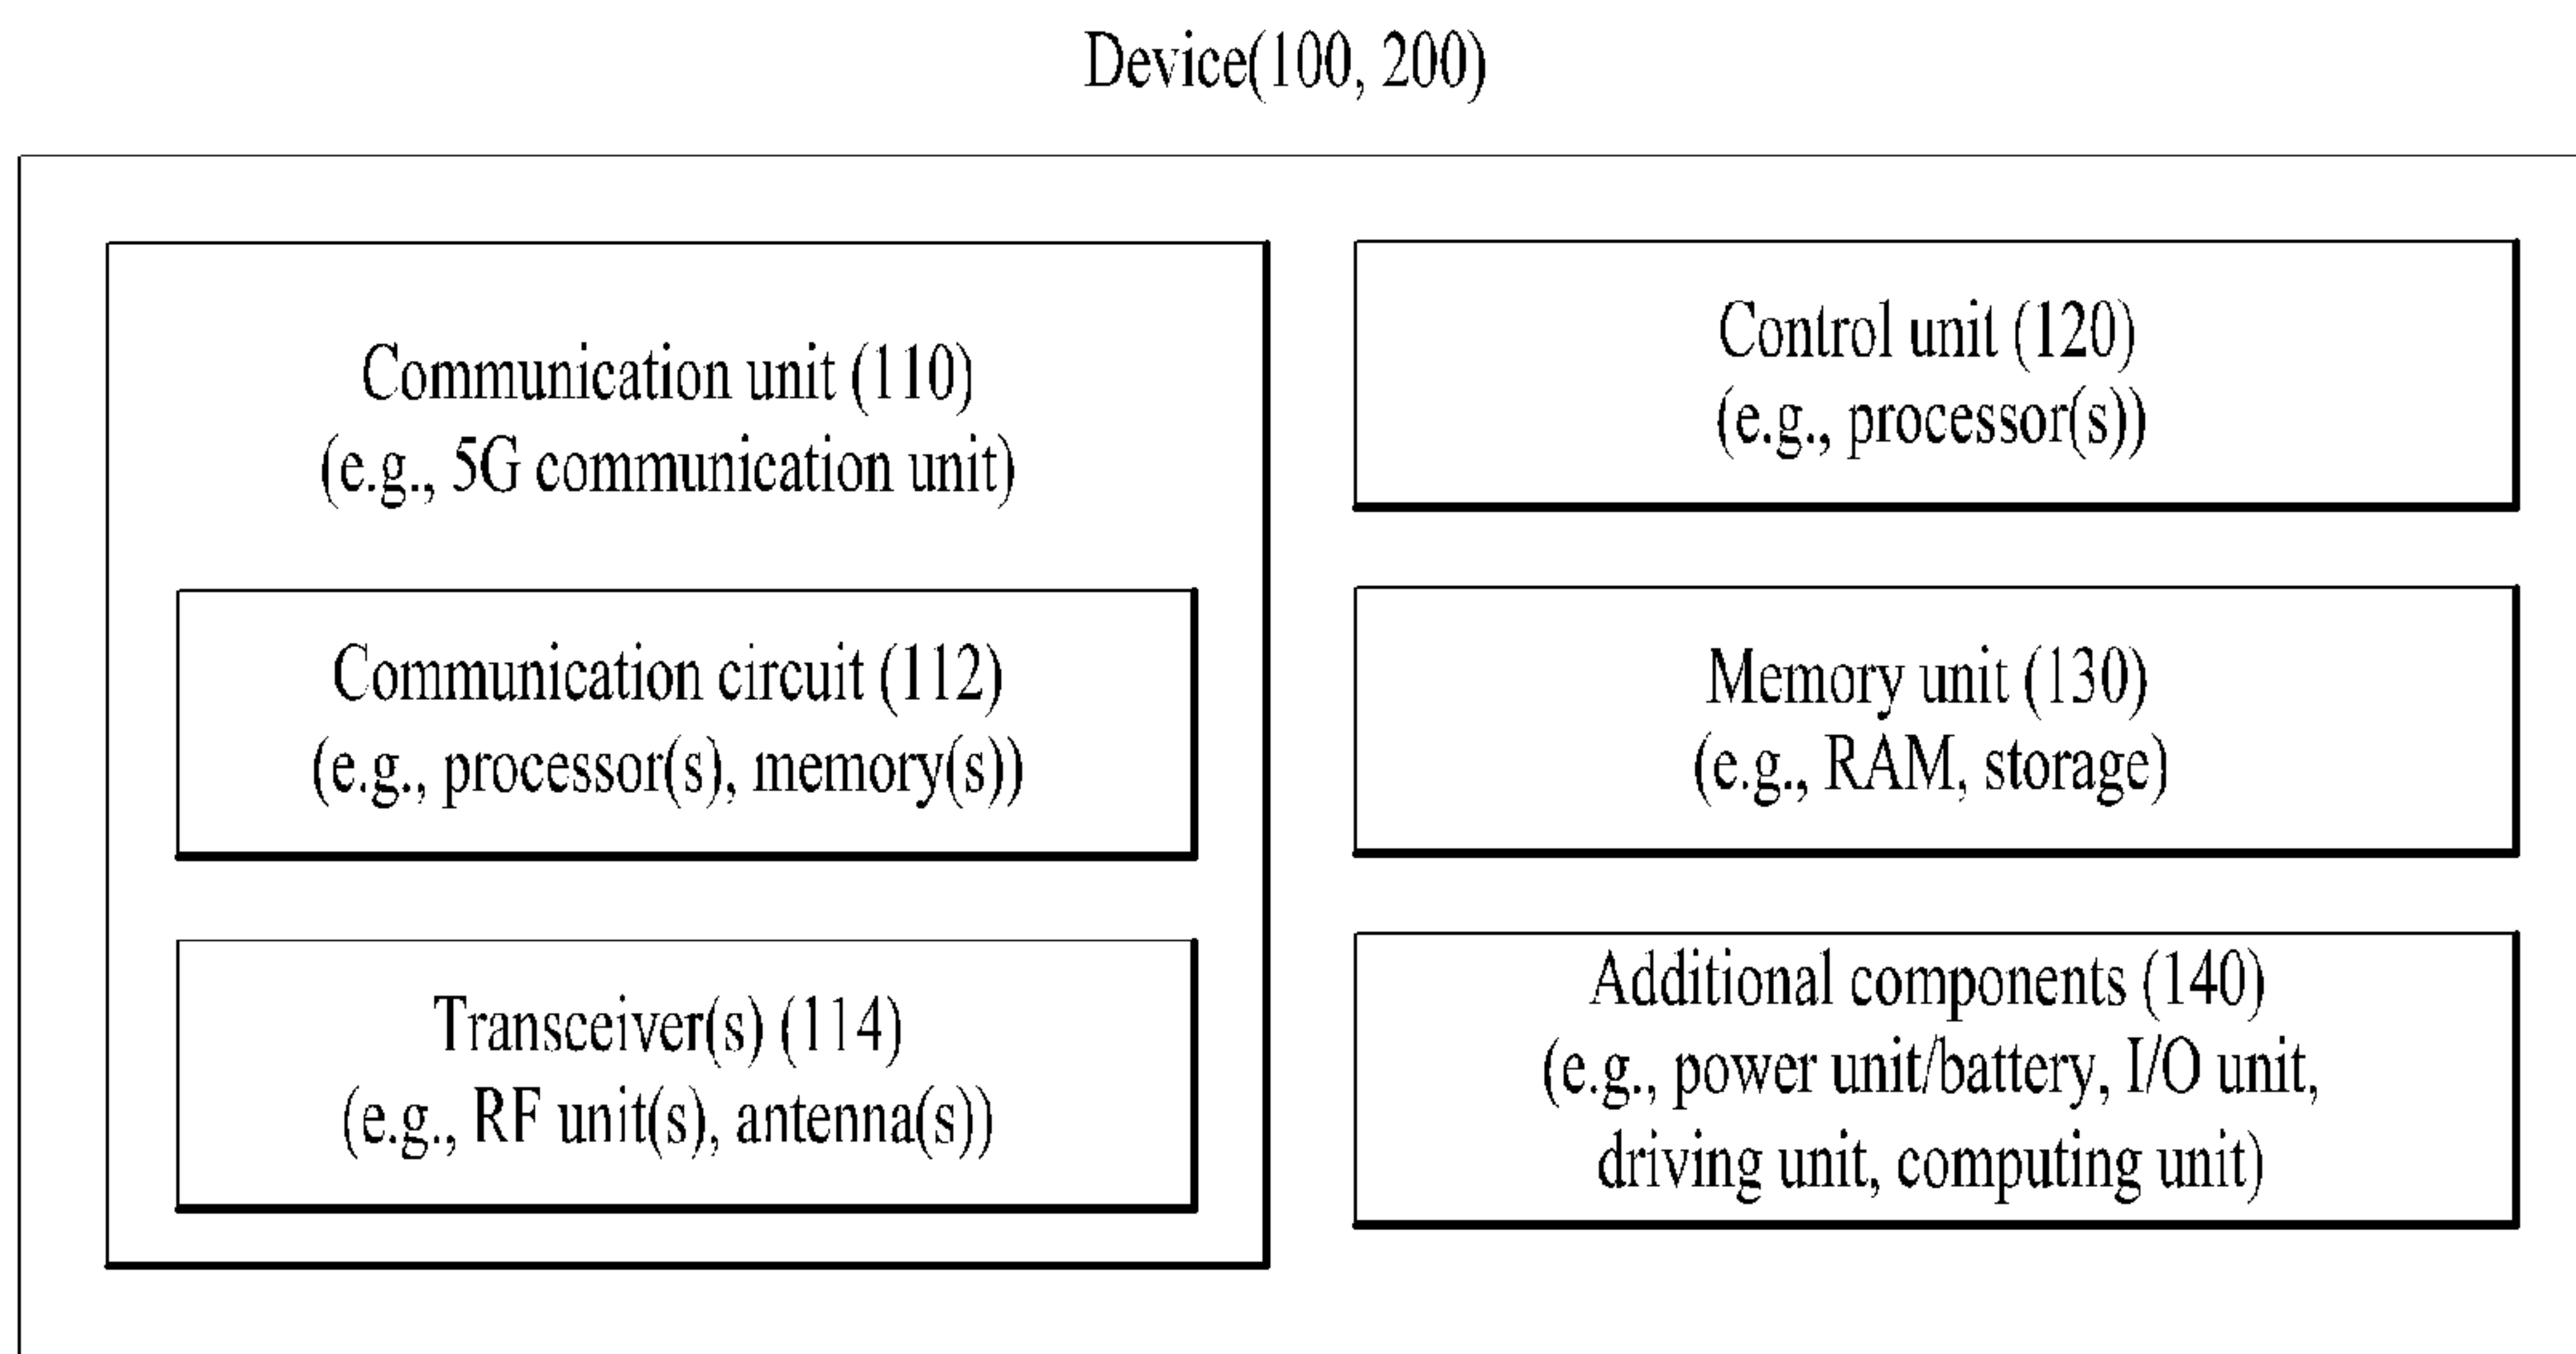 Device(100, 200)
Communication unit (110)
(e.g., 5G communication unit)
Communication circuit (112)
(e.g., processor(s), memory(s))
Transceiver(s) (114)
(e.g., RF unit(s), antenna(s))
Control unit (120)
(e.g., processor(s))
Memory unit (130)
(e.g., RAM, storage)
Additional components (140)
(e.g., power unit/battery, I/O unit,
driving unit, computing unit)